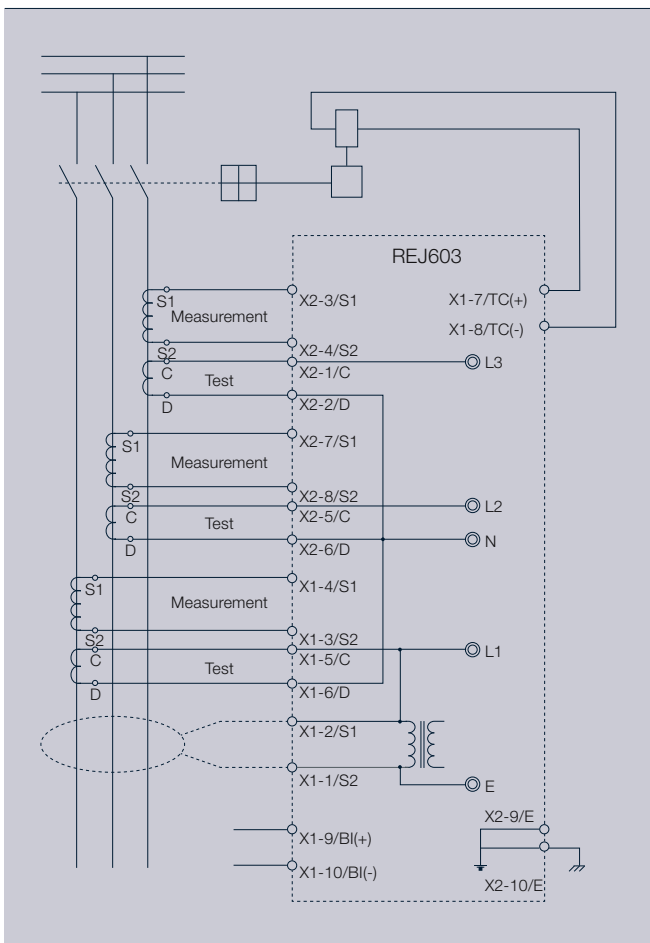 REJ603
X1-7/TC(+)
X1-8/TC(-)
S1
Measurement
X2-3/S1
S2
X2-4/S2
C
Test
X2-1/C
L3
D
X2-2/D
S1
Measurement
X2-7/S1
S2
X2-8/S2
C
Test
X2-5/C
L2
D
X2-6/D
N
S1
Measurement
X1-4/S1
S2
X1-3/S2
C
Test
X1-5/C
L1
D
X1-6/D
X1-2/S1
X1-1/S2
E
X2-9/E
X1-9/BI(+)
X1-10/BI(-)
X2-10/E